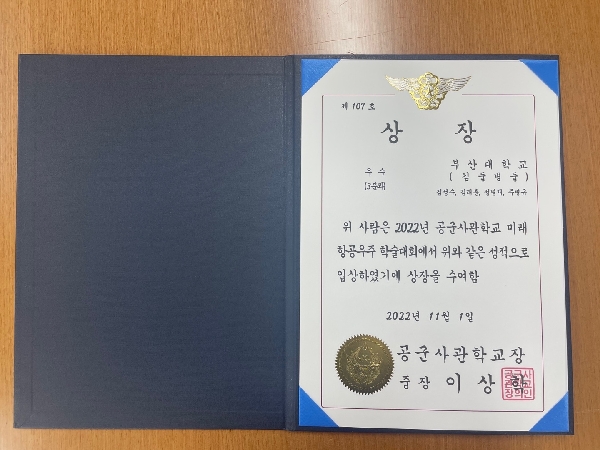 제 107 호
상 장
우 수
부 산 대 학 교
위 사람은 2022년 공군사관학교 미래
항공우주 학술대회에서 위와 같은 성적으로
입상하였기에 상장을 수여함
2022년 11월 1일
공군사관학교장
중장 이 상 학